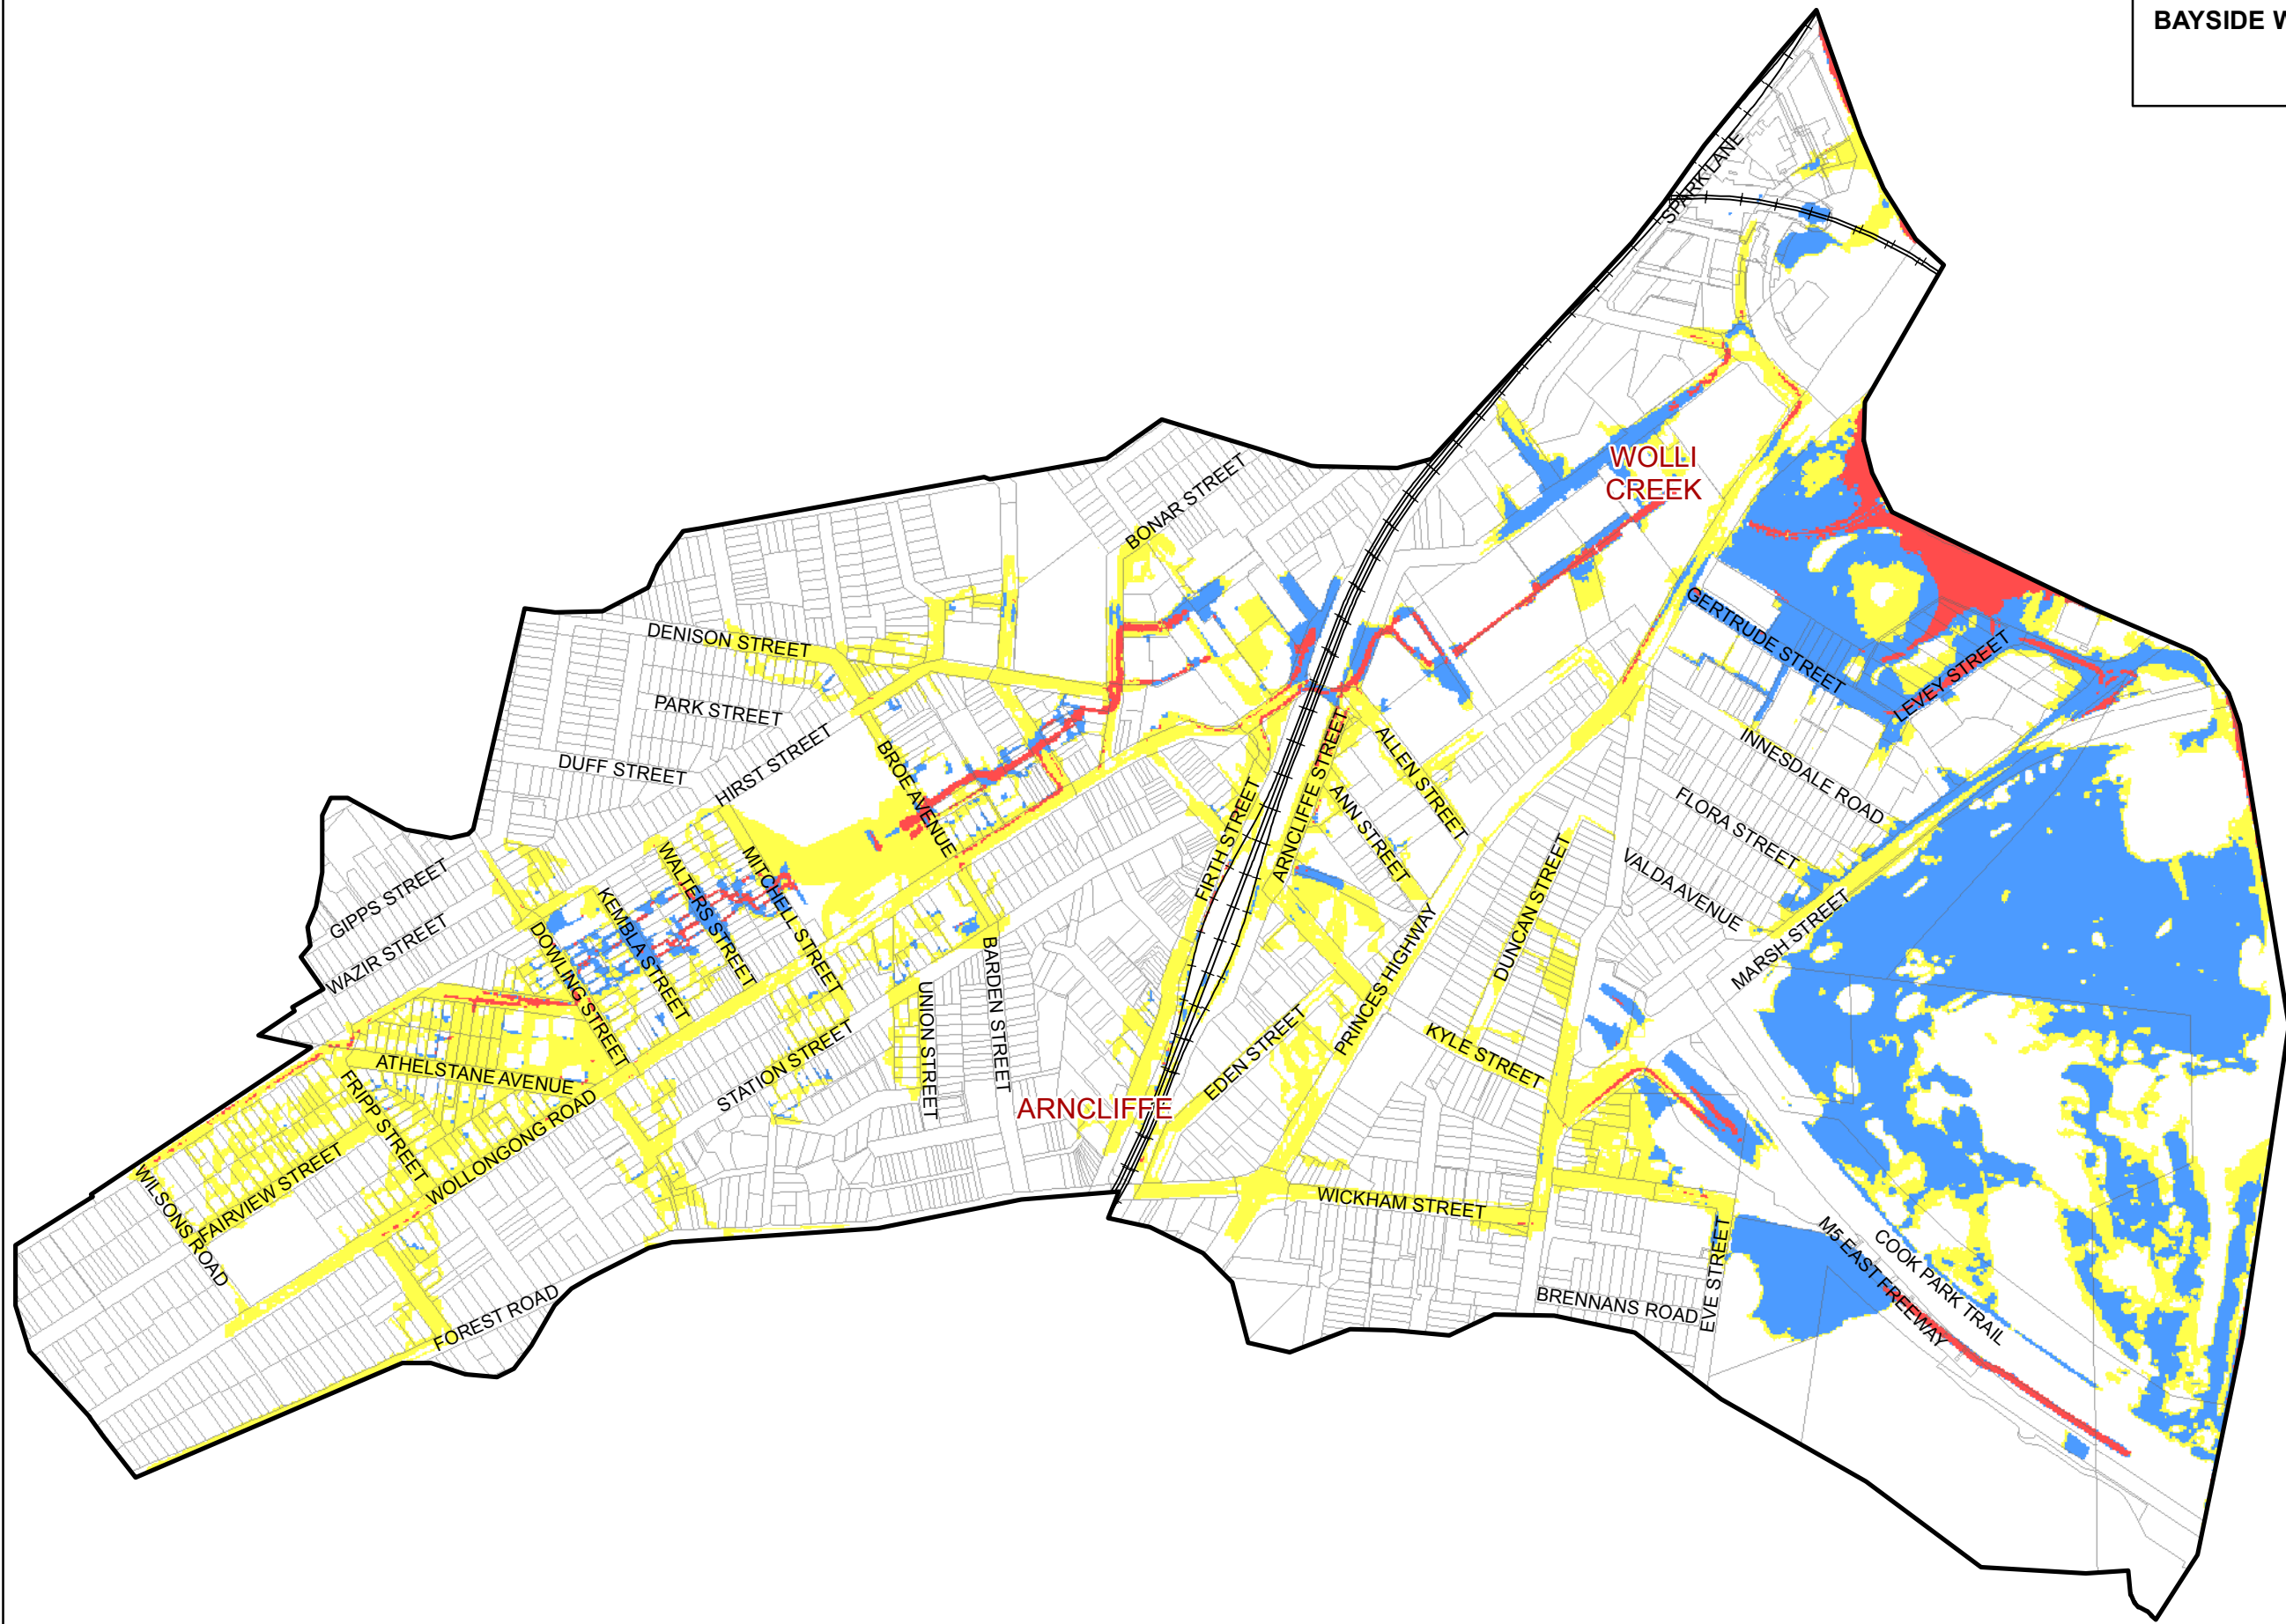 BAYSIDE W
SPARK LANE
WOLLI
CREEK
BONAR STREET
DENISON STREET
PARK STREET
DUFF STREET
HIRST STREET
BROE AVENUE
GERTRUDE STREET
LEVEY STREET
INNESDALE ROAD
FLORA STREET
VALDA AVENUE
MARSH STREET
ALLEN STREET
ANN STREET
ARNCLIFFE STREET
FIRTH STREET
GIPPS STREET
WAZIR STREET
KEMBLA STREET
WALTERS STREET
MITCHELL STREET
DOWLING STREET
DUNCAN STREET
PRINCES HIGHWAY
BARDEN STREET
UNION STREET
STATION STREET
ATHELSTANE AVENUE
FRIPP STREET
WOLLONGONG ROAD
ARNCLIFFE
EDEN STREET
KYLE STREET
WILSONS ROAD
FAIRVIEW STREET
WICKHAM STREET
FOREST ROAD
BRENNANS ROAD
EVE STREET
M5 EAST FREEWAY
COOK PARK TRAIL